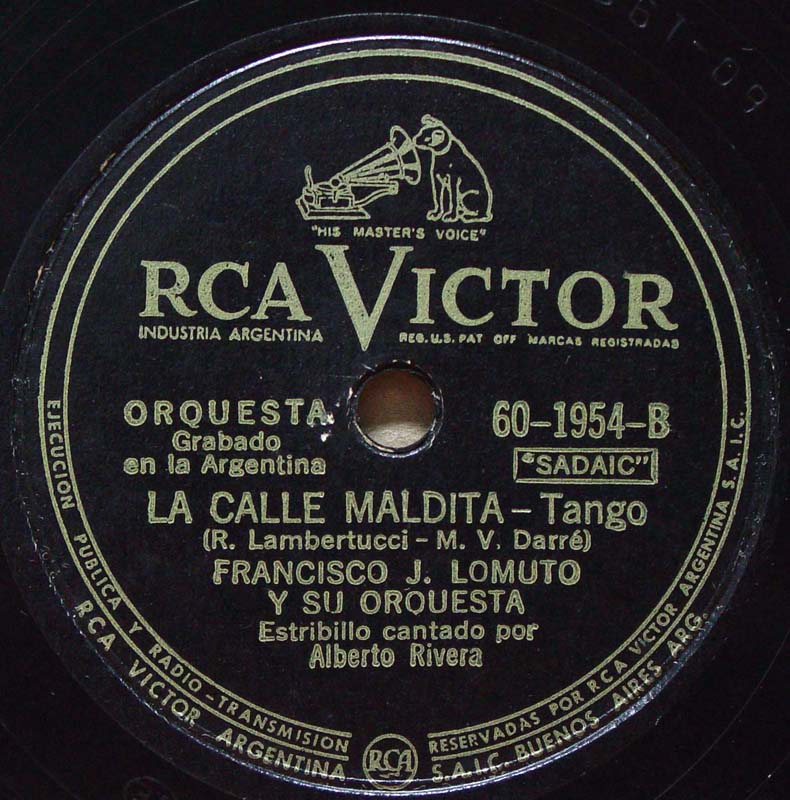 "HIS MASTER'S VOICE"
RCA VICTOR
INDUSTRIA ARGENTINA
REG. U.S. PAT OFF MARCAS REGISTRADAS
ORQUESTA
Grabado
en la Argentina
60-1954-B
"SADAIC"
LA CALLE MALDITA - Tango
(R. Lambertucci - M. V. Darré)
FRANCISCO J. LOMUTO
Y SU ORQUESTA
Estribillo cantado por
Alberto Rivera
EJECUCION PUBLICA Y RADIO-TRANSMISION RESERVADAS POR RCA VICTOR ARGENTINA S.A.I.C.
RCA VICTOR ARGENTINA S.A.I.C. BUENOS AIRES ARG.
RCA